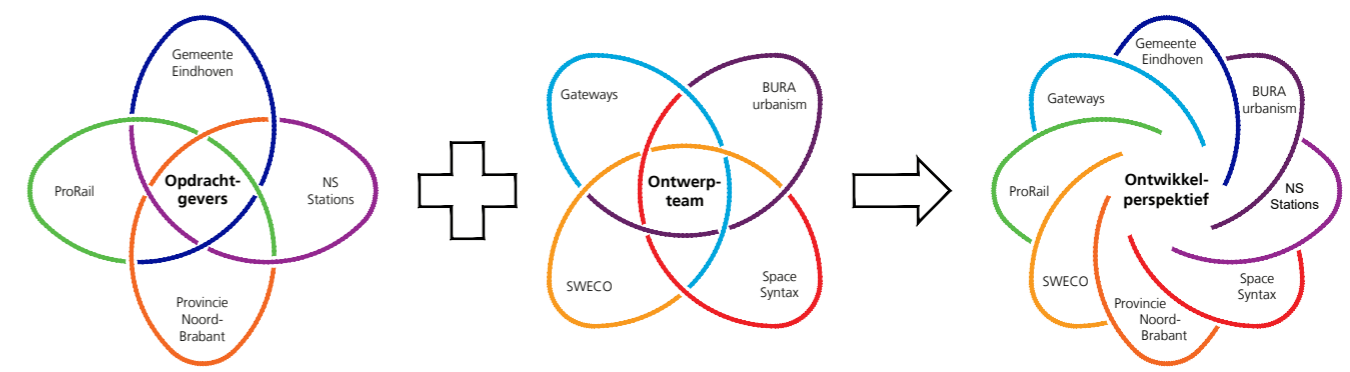 Gemeente
Eindhoven
ProRail
Opdracht-
gevers
NS
Stations
Provincie
Noord-
Brabant
Gateways
BURA
urbanism
Ontwerp-
team
SWECO
Space
Syntax
Gemeente
Eindhoven
Gateways
BURA
urbanism
ProRail
Ontwikkel-
perspektief
NS
Stations
SWECO
Space
Syntax
Provincie
Noord-
Brabant